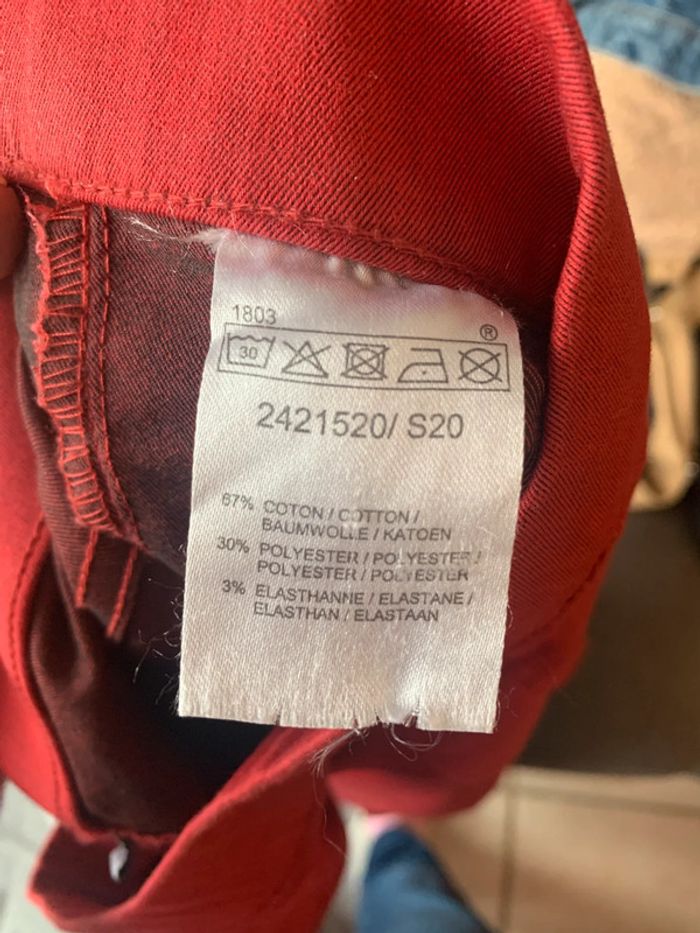 1803
®
30
2421520/ S20
67% COTON / COTTON /
BAUMWOLLE / KATOEN
30% POLYESTER / POLYESTER /
POLYESTER / POLYESTER
3% ELASTHANNE / ELASTANE /
ELASTHAN / ELASTAAN